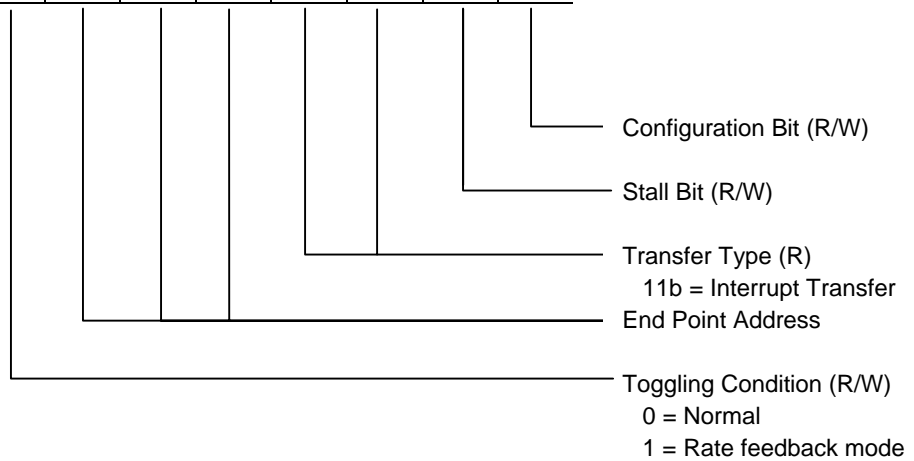 Configuration Bit (R/W)
Stall Bit (R/W)
Transfer Type (R)
11b = Interrupt Transfer
End Point Address
Toggling Condition (R/W)
0 = Normal
1 = Rate feedback mode